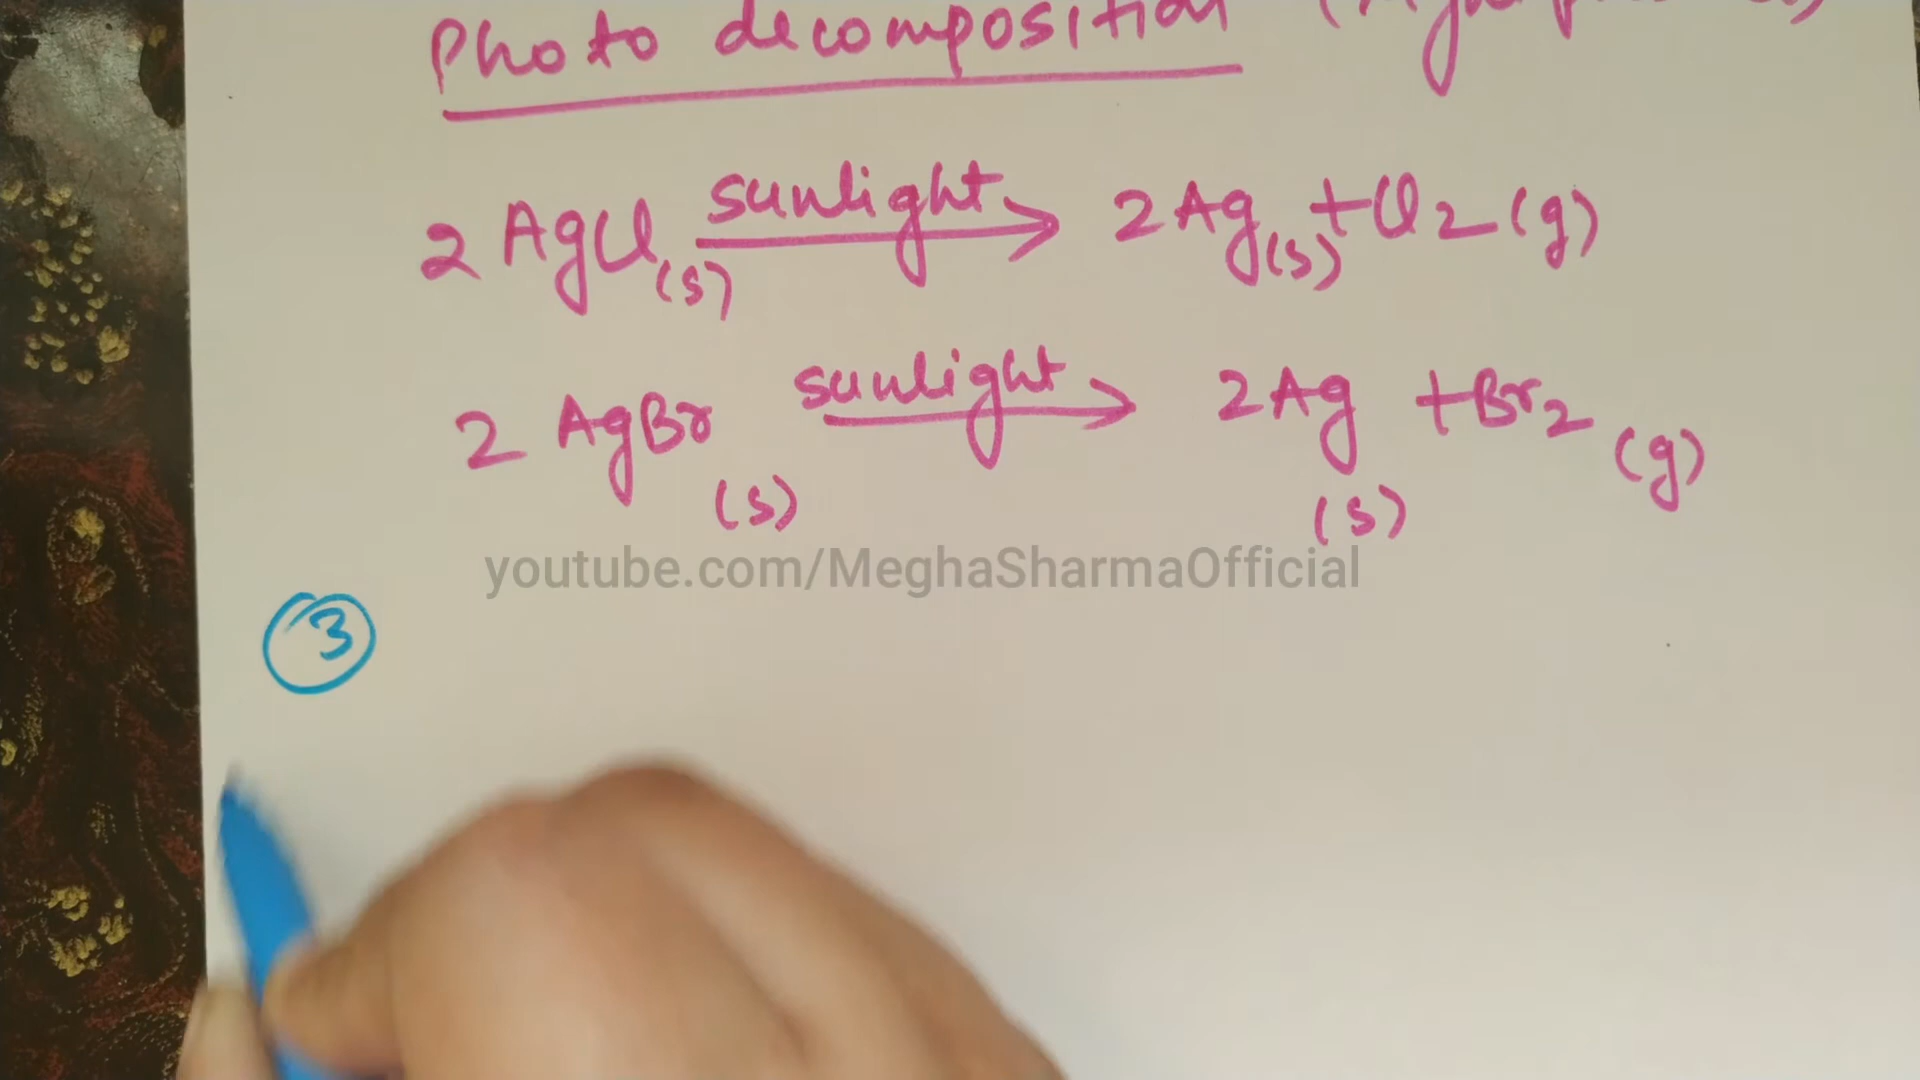 Photo decomposition
2 AgCl(s) sunlight → 2Ag(s) + Cl2(g)
2 AgBr(s) sunlight → 2Ag(s) + Br2(g)
youtube.com/MeghaSharmaOfficial
3